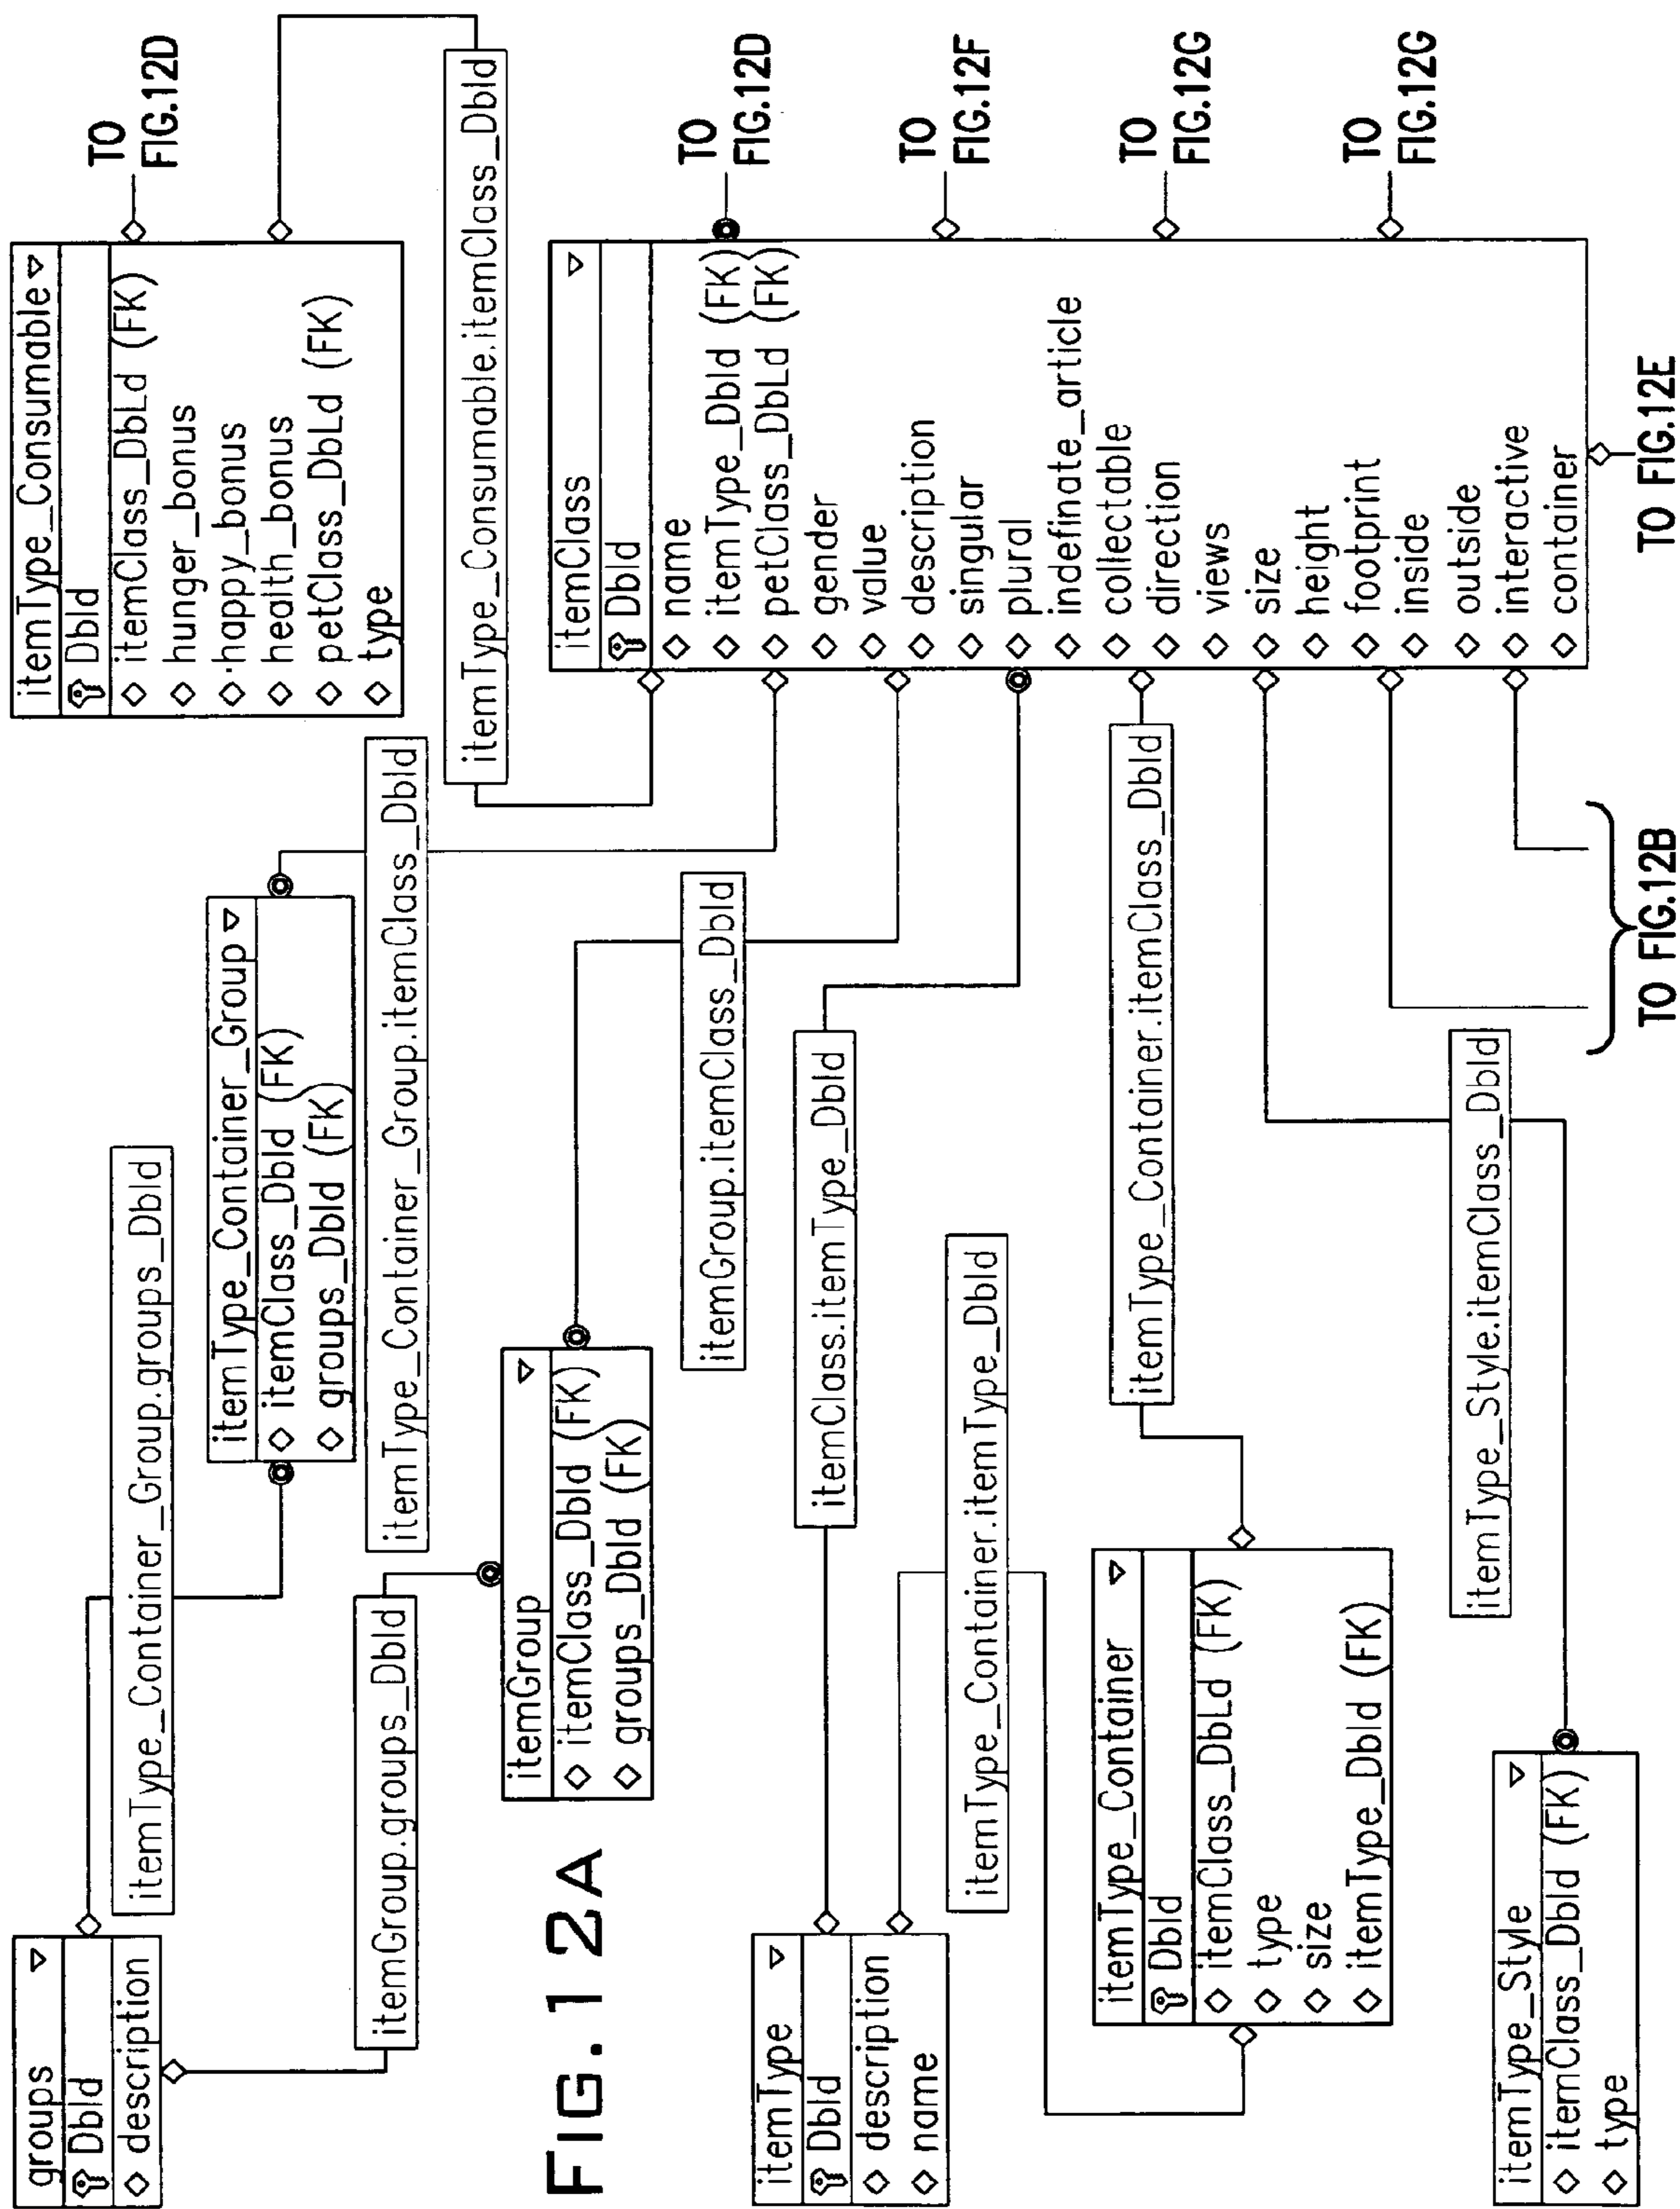 groups
DbId
description
itemType_Container_Group.groups_DbId
itemGroup.groups_DbId
itemType_Container_Group
itemClass_DbId (FK)
groups_DbId (FK)
itemType_Container_Group.itemClass_DbId
itemType_Consumable
DbId
itemClass_DbLd (FK)
hunger_bonus
happy_bonus
health_bonus
petClass_DbLd (FK)
type
TO
FIG.12D
itemType_Consumable.itemClass_DbId
itemGroup
itemClass_DbId (FK)
groups_DbId (FK)
FIG.12A
itemGroup.itemClass_DbId
itemClass.itemType_DbId
itemType
DbId
description
name
itemType_Container.itemType_DbId
itemType_Container
DbId
itemClass_DbLd (FK)
type
size
itemType_DbId (FK)
itemType_Container.itemClass_DbId
itemType_Style
itemClass_DbId (FK)
type
itemType_Style.itemClass_DbId
itemClass
DbId
name
itemType_DbId (FK)
petClass_DbLd (FK)
gender
value
description
singular
plural
indefinate_article
collectable
direction
views
size
height
footprint
inside
outside
interactive
container
TO
FIG.12D
TO
FIG.12F
TO
FIG.12G
TO
FIG.12G
TO FIG.12B
TO FIG.12E